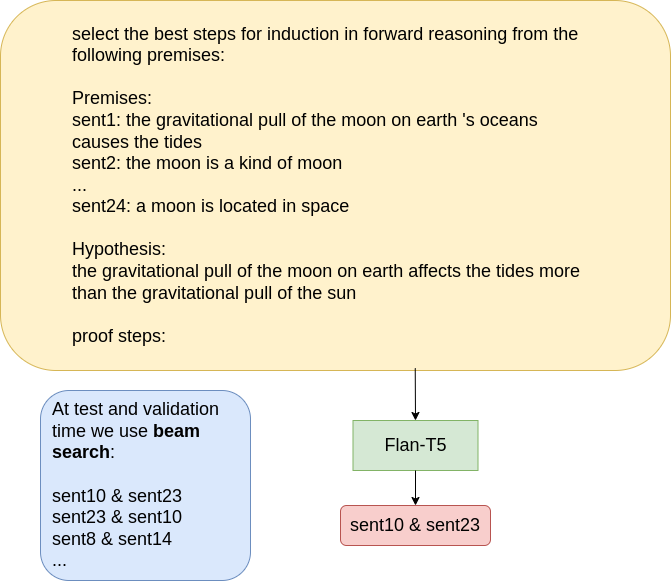 select the best steps for induction in forward reasoning from the
following premises:
Premises:
sent1: the gravitational pull of the moon on earth 's oceans
causes the tides
sent2: the moon is a kind of moon
...
sent24: a moon is located in space
Hypothesis:
the gravitational pull of the moon on earth affects the tides more
than the gravitational pull of the sun
proof steps:
At test and validation
time we use beam
search:
sent10 & sent23
sent23 & sent10
sent8 & sent14
...
Flan-T5
sent10 & sent23